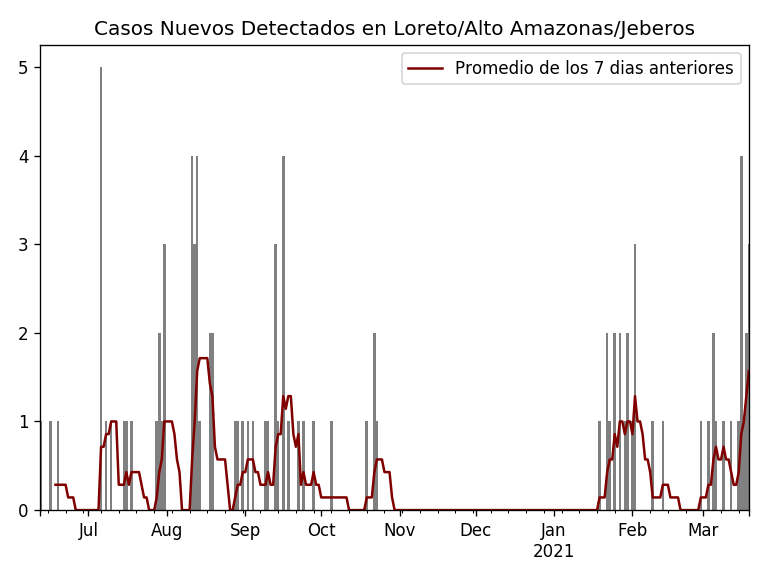 Casos Nuevos Detectados en Loreto/Alto Amazonas/Jeberos
Promedio de los 7 dias anteriores
5
4
3
2
1
0
Jul Aug Sep Oct Nov Dec Jan Feb Mar
2021